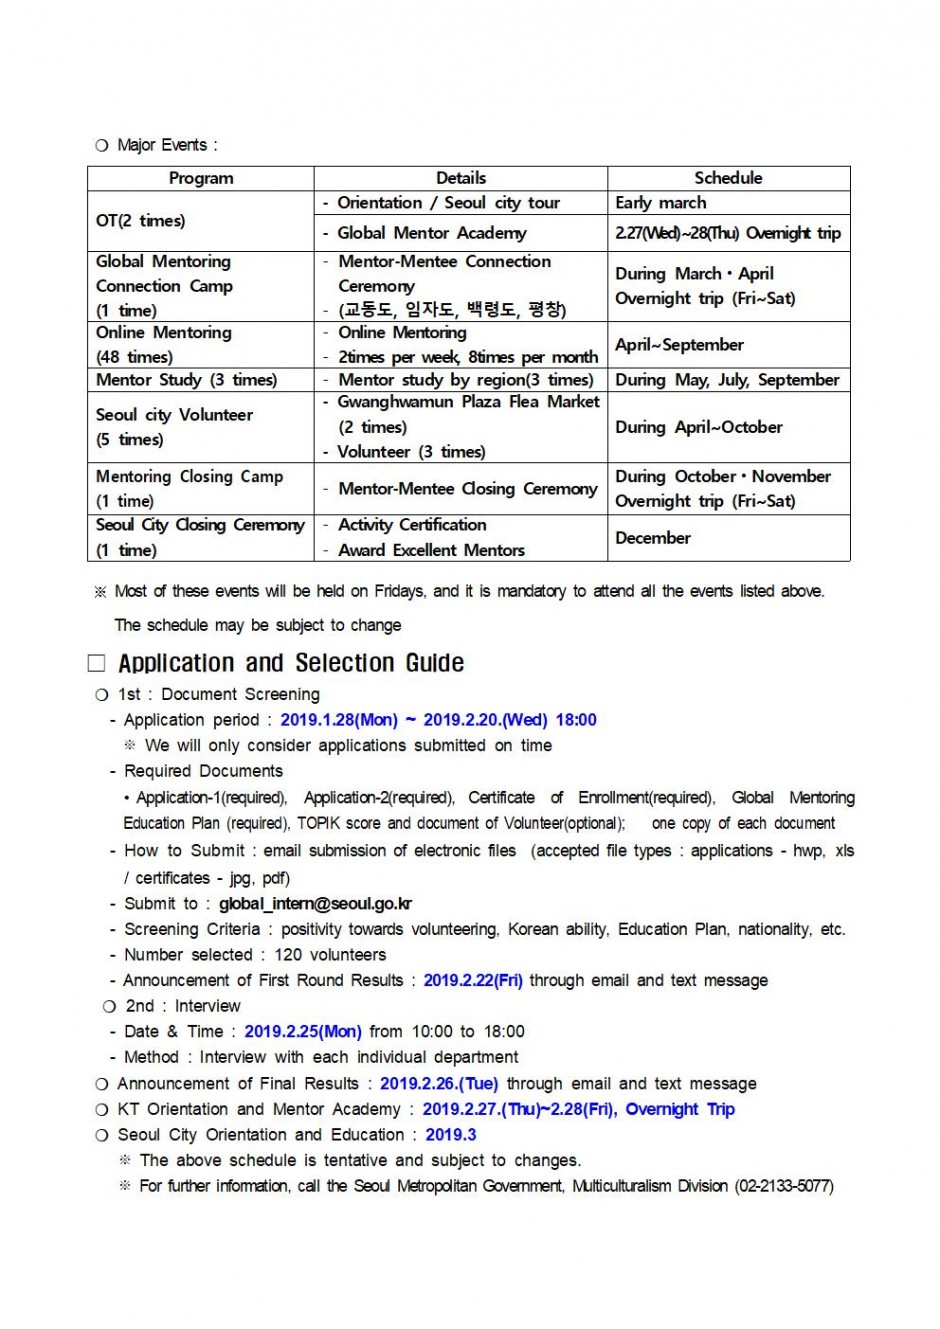 ❍ Major Events :
Program Details Schedule
OT(2 times)
- Orientation / Seoul city tour
Early march
- Global Mentor Academy
2.27(Wed)~28(Thu) Overnight trip
Global Mentoring
Connection Camp
(1 time)
- Mentor-Mentee Connection
Ceremony
- (교동도, 임자도, 백령도, 평창)
During March・April
Overnight trip (Fri~Sat)
Online Mentoring
(48 times)
- Online Mentoring
- 2times per week, 8times per month
April~September
Mentor Study (3 times)
- Mentor study by region(3 times)
During May, July, September
Seoul city Volunteer
(5 times)
- Gwanghwamun Plaza Flea Market
(2 times)
- Volunteer (3 times)
During April~October
Mentoring Closing Camp
(1 time)
- Mentor-Mentee Closing Ceremony
During October・November
Overnight trip (Fri~Sat)
Seoul City Closing Ceremony
(1 time)
- Activity Certification
- Award Excellent Mentors
December
※ Most of these events will be held on Fridays, and it is mandatory to attend all the events listed above.
The schedule may be subject to change
□ Application and Selection Guide
❍ 1st : Document Screening
- Application period : 2019.1.28(Mon) ~ 2019.2.20.(Wed) 18:00
※ We will only consider applications submitted on time
- Required Documents
• Application-1(required), Application-2(required), Certificate of Enrollment(required), Global Mentoring
Education Plan (required), TOPIK score and document of Volunteer(optional); one copy of each document
- How to Submit : email submission of electronic files (accepted file types : applications - hwp, xls
/ certificates - jpg, pdf)
- Submit to : global_intern@seoul.go.kr
- Screening Criteria : positivity towards volunteering, Korean ability, Education Plan, nationality, etc.
- Number selected : 120 volunteers
- Announcement of First Round Results : 2019.2.22(Fri) through email and text message
❍ 2nd : Interview
- Date & Time : 2019.2.25(Mon) from 10:00 to 18:00
- Method : Interview with each individual department
❍ Announcement of Final Results : 2019.2.26.(Tue) through email and text message
❍ KT Orientation and Mentor Academy : 2019.2.27.(Thu)~2.28(Fri), Overnight Trip
❍ Seoul City Orientation and Education : 2019.3
※ The above schedule is tentative and subject to changes.
※ For further information, call the Seoul Metropolitan Government, Multiculturalism Division (02-2133-5077)